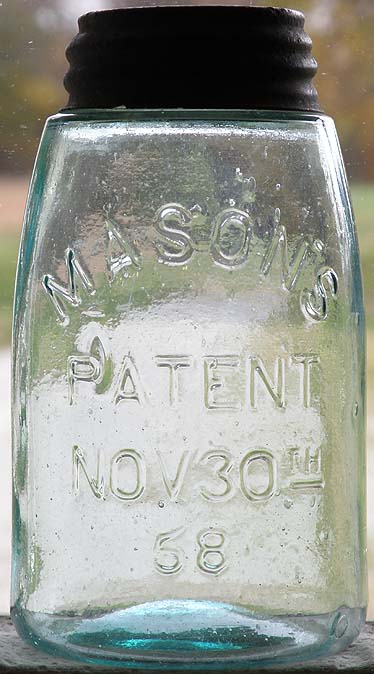 MASON'S
PATENT
NOV 30TH
58